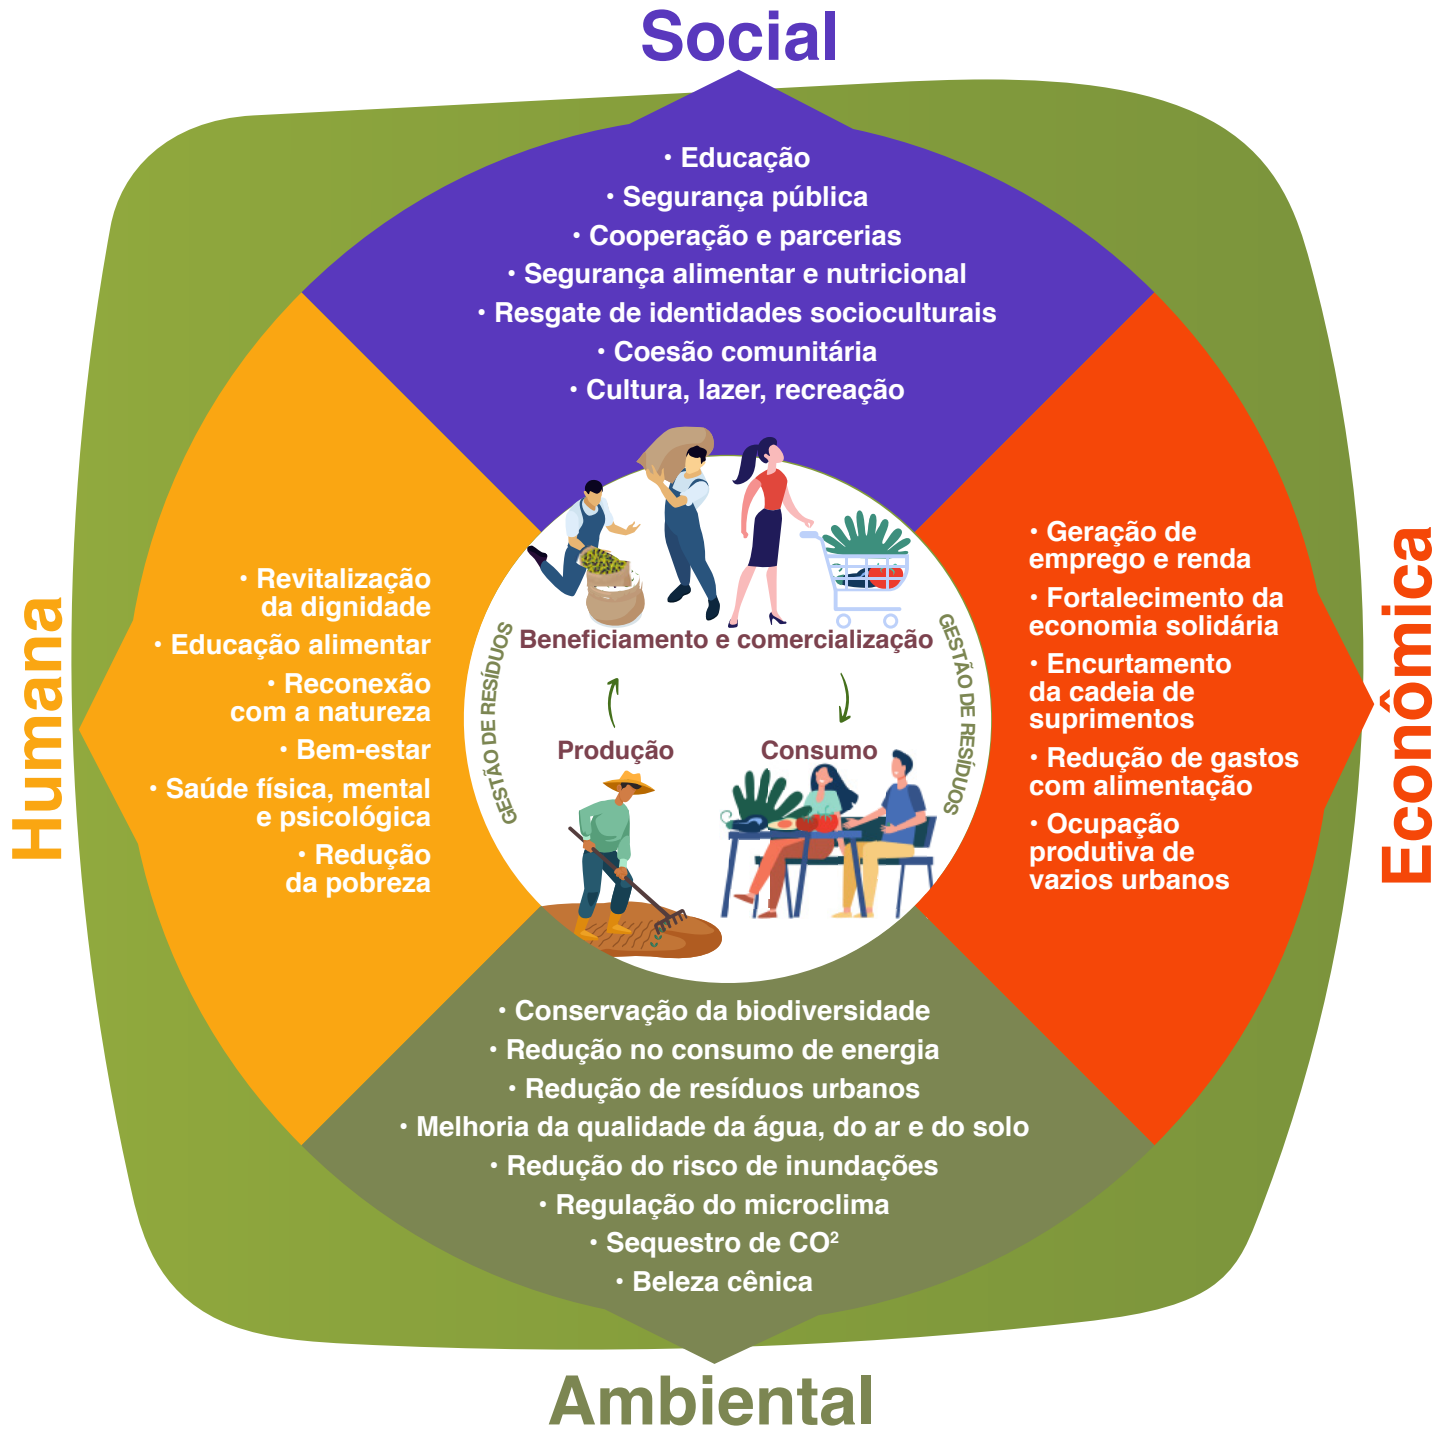 Social
• Educação
• Segurança pública
• Cooperação e parcerias
• Segurança alimentar e nutricional
• Resgate de identidades socioculturais
• Coesão comunitária
• Cultura, lazer, recreação
Humana
• Revitalização
da dignidade
• Educação alimentar
• Reconexão
com a natureza
• Bem-estar
• Saúde física, mental
e psicológica
• Redução
da pobreza
GESTÃO DE RESÍDUOS
Beneficiamento e comercialização
Produção
Consumo
GESTÃO DE RESÍDUOS
Econômica
• Geração de
emprego e renda
• Fortalecimento da
economia solidária
• Encurtamento
da cadeia de
suprimentos
• Redução de gastos
com alimentação
• Ocupação
produtiva de
vazios urbanos
• Conservação da biodiversidade
• Redução no consumo de energia
• Redução de resíduos urbanos
• Melhoria da qualidade da água, do ar e do solo
• Redução do risco de inundações
• Regulação do microclima
• Sequestro de CO²
• Beleza cênica
Ambiental